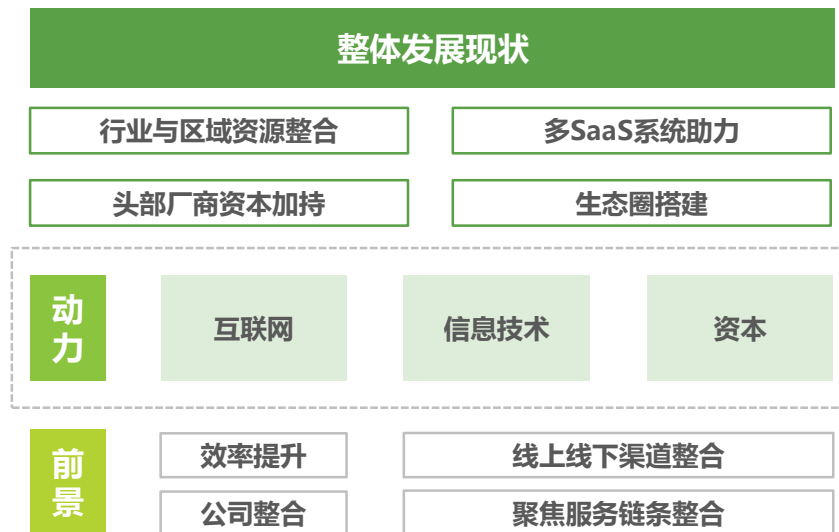 整体发展现状
行业与区域资源整合
多SaaS系统助力
头部厂商资本加持
生态圈搭建
动力
互联网
信息技术
资本
前景
效率提升
线上线下渠道整合
公司整合
聚焦服务链条整合